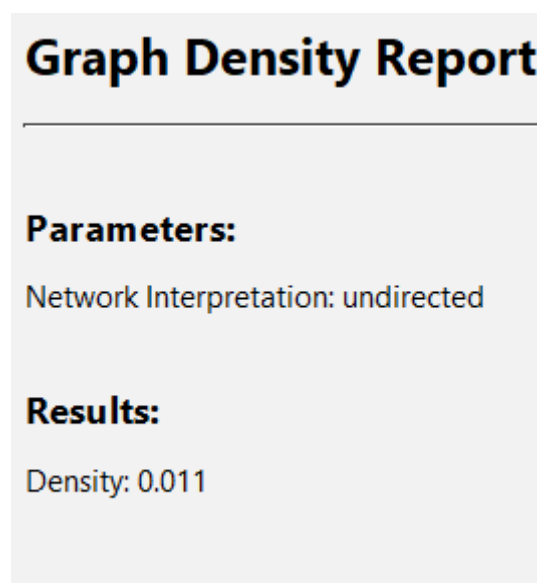 Graph Density Report
Parameters:
Network Interpretation: undirected
Results:
Density: 0.011